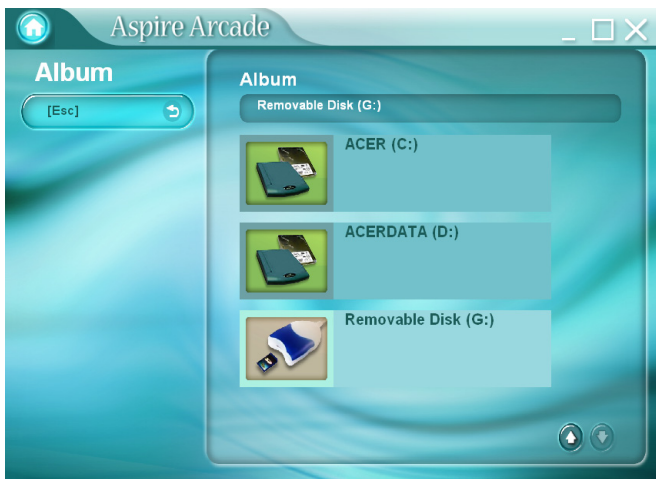 Aspire Arcade
Album
[Esc]
Album
Removable Disk (G:)
ACER (C:)
ACERDATA (D:)
Removable Disk (G:)